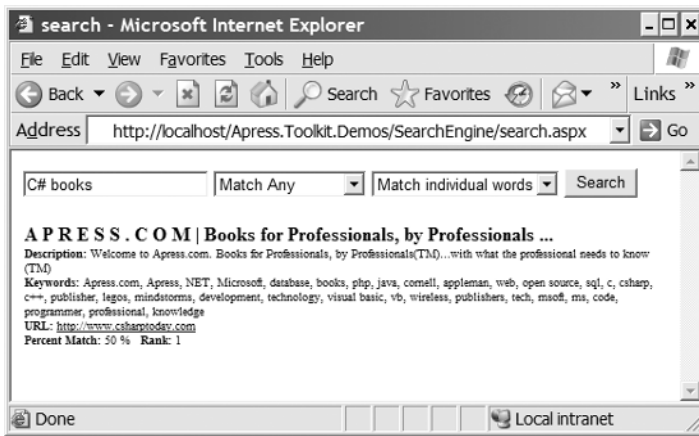 search - Microsoft Internet Explorer
File Edit View Favorites Tools Help
Back Search Favorites » Links »
Address http://localhost/Apress.Toolkit.Demos/SearchEngine/search.aspx Go
C# books Match Any Match individual words Search
A P R E S S . C O M | Books for Professionals, by Professionals ...
Description: Welcome to Apress.com. Books for Professionals, by Professionals(TM)...with what the professional needs to know
(TM)
Keywords: Apress.com, Apress, NET, Microsoft, database, books, php, java, cornell, appleman, web, open source, sql, c, csharp,
c++, publisher, legos, mindstorms, development, technology, visual basic, vb, wireless, publishers, tech, msoft, ms, code,
programmer, professional, knowledge
URL: http://www.csharptoday.com
Percent Match: 50 % Rank: 1
Done Local intranet